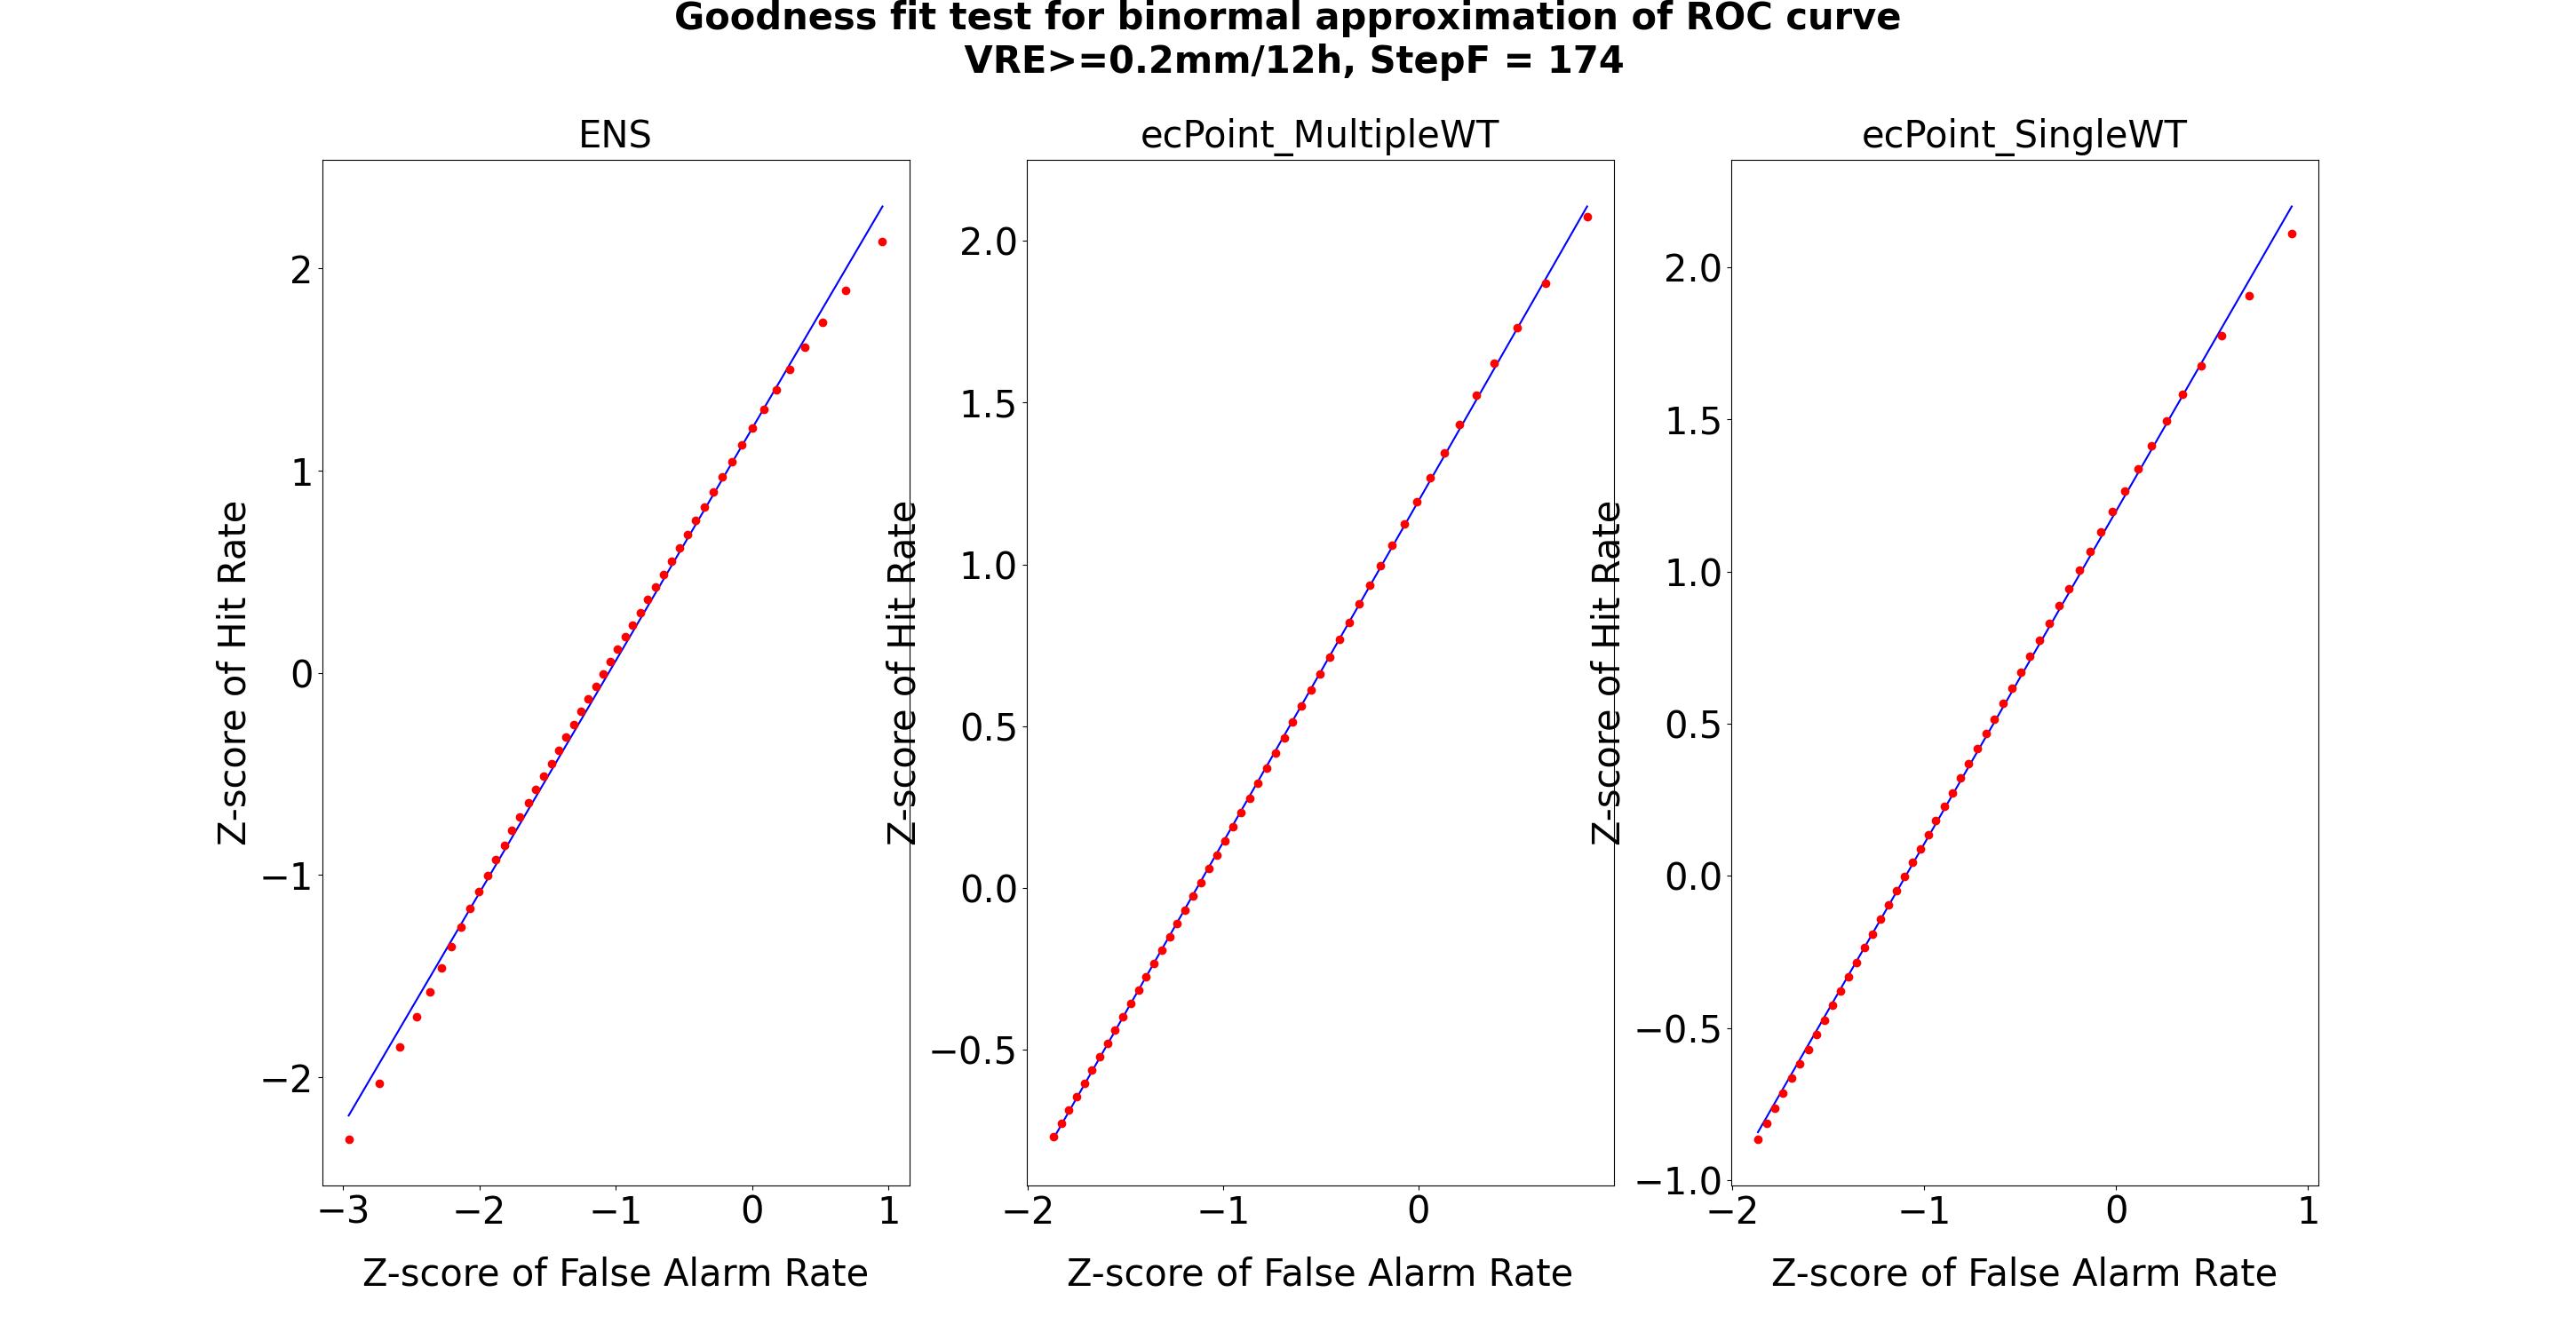 Goodness fit test for binormal approximation of ROC curve
VRE>=0.2mm/12h, StepF = 174
ENS
Z-score of Hit Rate
2
1
0
−1
−2
−3 −2 −1 0 1
Z-score of False Alarm Rate
ecPoint_MultipleWT
Z-score of Hit Rate
2.0
1.5
1.0
0.5
0.0
−0.5
−2 −1 0
Z-score of False Alarm Rate
ecPoint_SingleWT
Z-score of Hit Rate
2.0
1.5
1.0
0.5
0.0
−0.5
−1.0
−2 −1 0 1
Z-score of False Alarm Rate